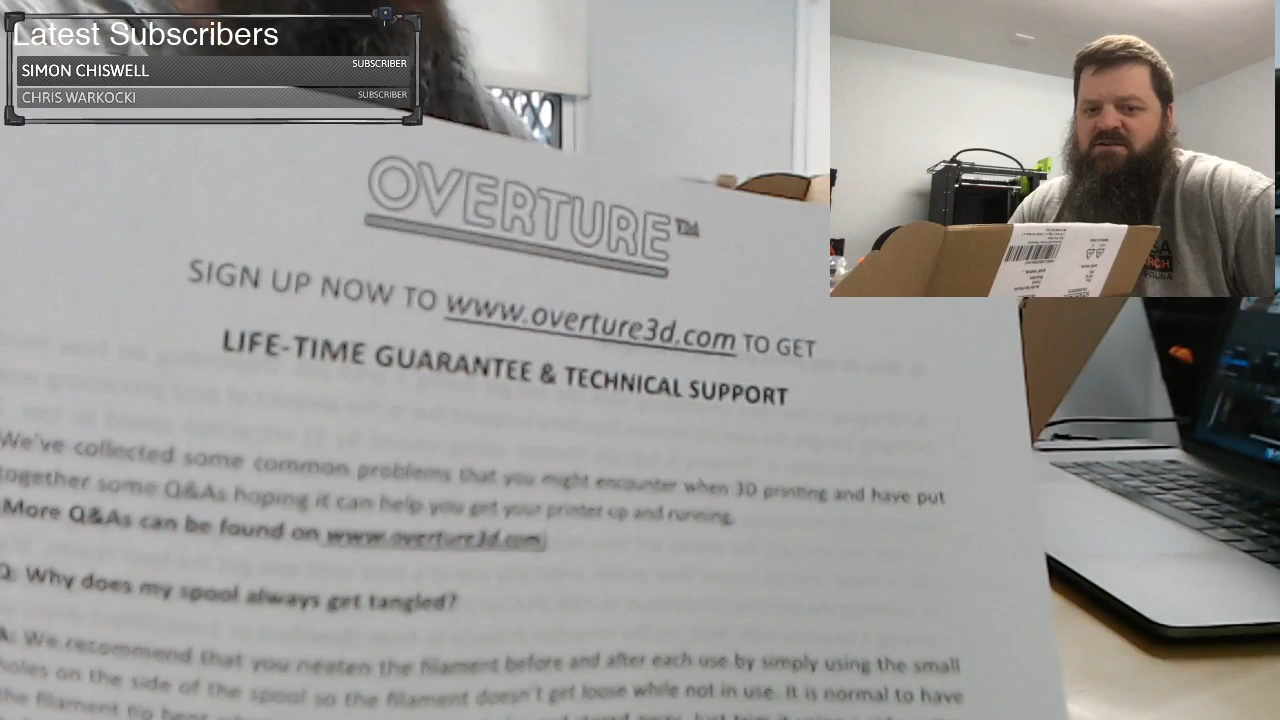 Latest Subscribers
SIMON CHISWELL SUBSCRIBER
CHRIS WARKOCKI SUBSCRIBER
OVERTURE™
SIGN UP NOW TO www.overture3d.com TO GET
LIFE-TIME GUARANTEE & TECHNICAL SUPPORT
We've collected some common problems that you might encounter when 3D printing and have put
together some Q&As hoping it can help you get your printer up and running.
More Q&As can be found on www.overture3d.com
Q: Why does my spool always get tangled?
A: We recommend that you neaten the filament before and after each use by simply using the small
holes on the side of the spool so the filament doesn't get loose while not in use. It is normal to have
the filament tip